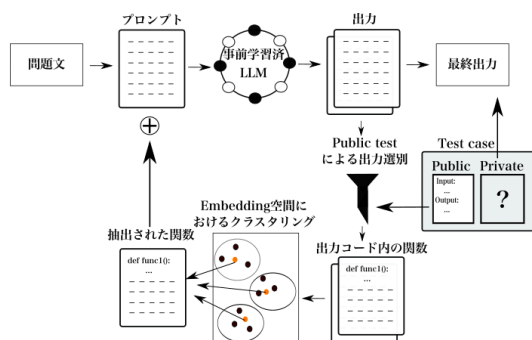 プロンプト
出力
問題文
事前学習済
LLM
最終出力
Public test
による出力選別
Test case
Public
Private
Input:
...
Output:
...
?
Embedding空間に
おけるクラスタリング
抽出された関数
def func1():
...
出力コード内の関数
def func1():
...